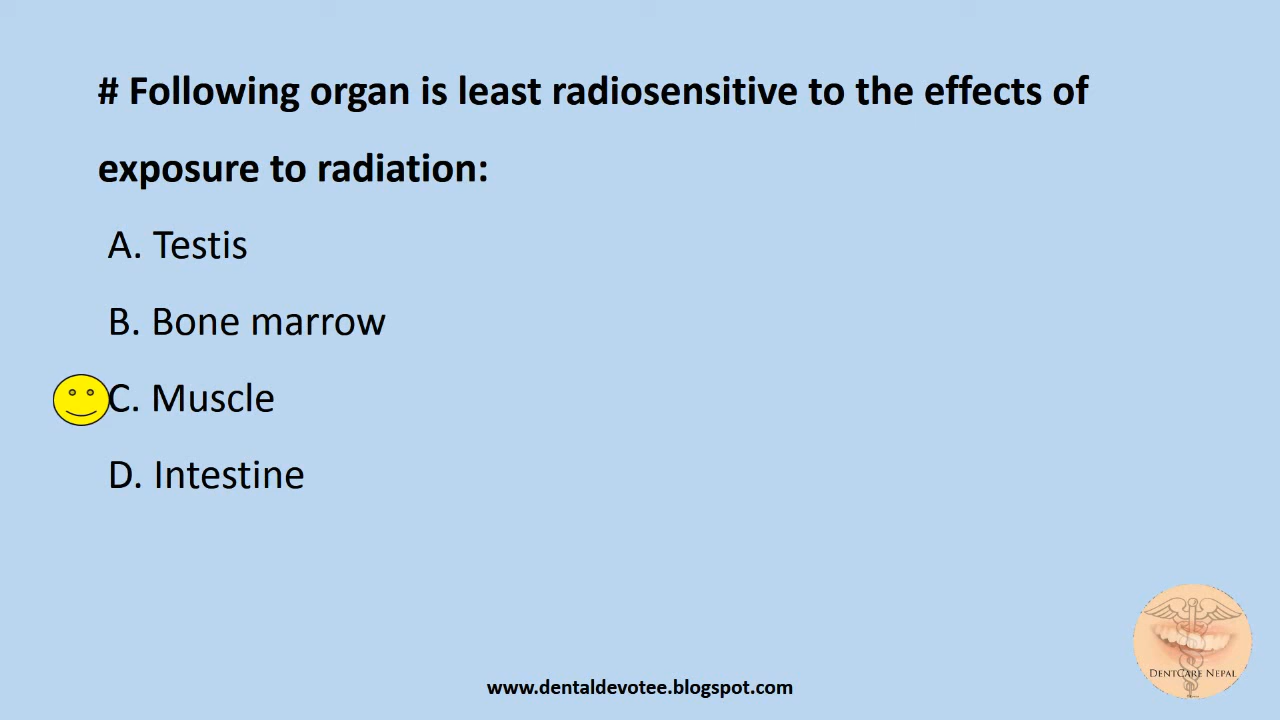 # Following organ is least radiosensitive to the effects of
exposure to radiation:
A. Testis
B. Bone marrow
C. Muscle
D. Intestine
DentCare Nepal
www.dentaldevotee.blogspot.com